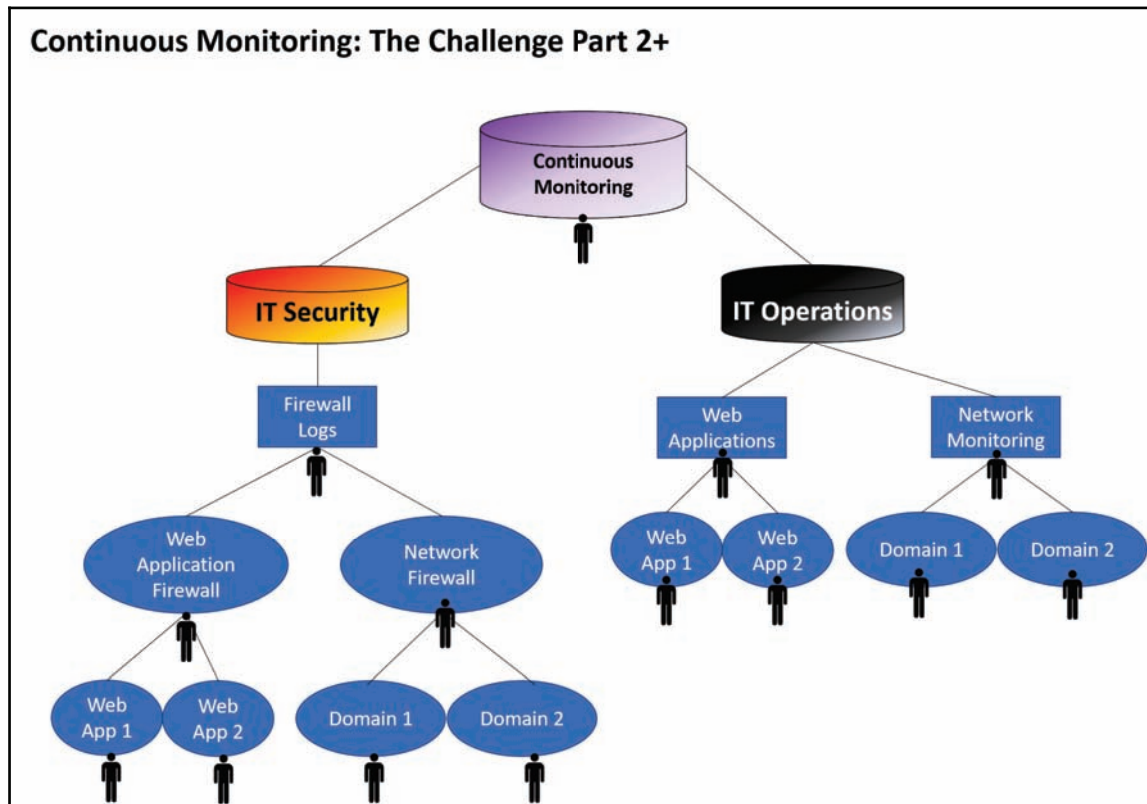 Continuous Monitoring: The Challenge Part 2+
Continuous
Monitoring
IT Security
IT Operations
Firewall
Logs
Web
Applications
Network
Monitoring
Web
Application
Firewall
Network
Firewall
Web
App 1
Web
App 2
Domain 1
Domain 2
Web
App 1
Web
App 2
Domain 1
Domain 2